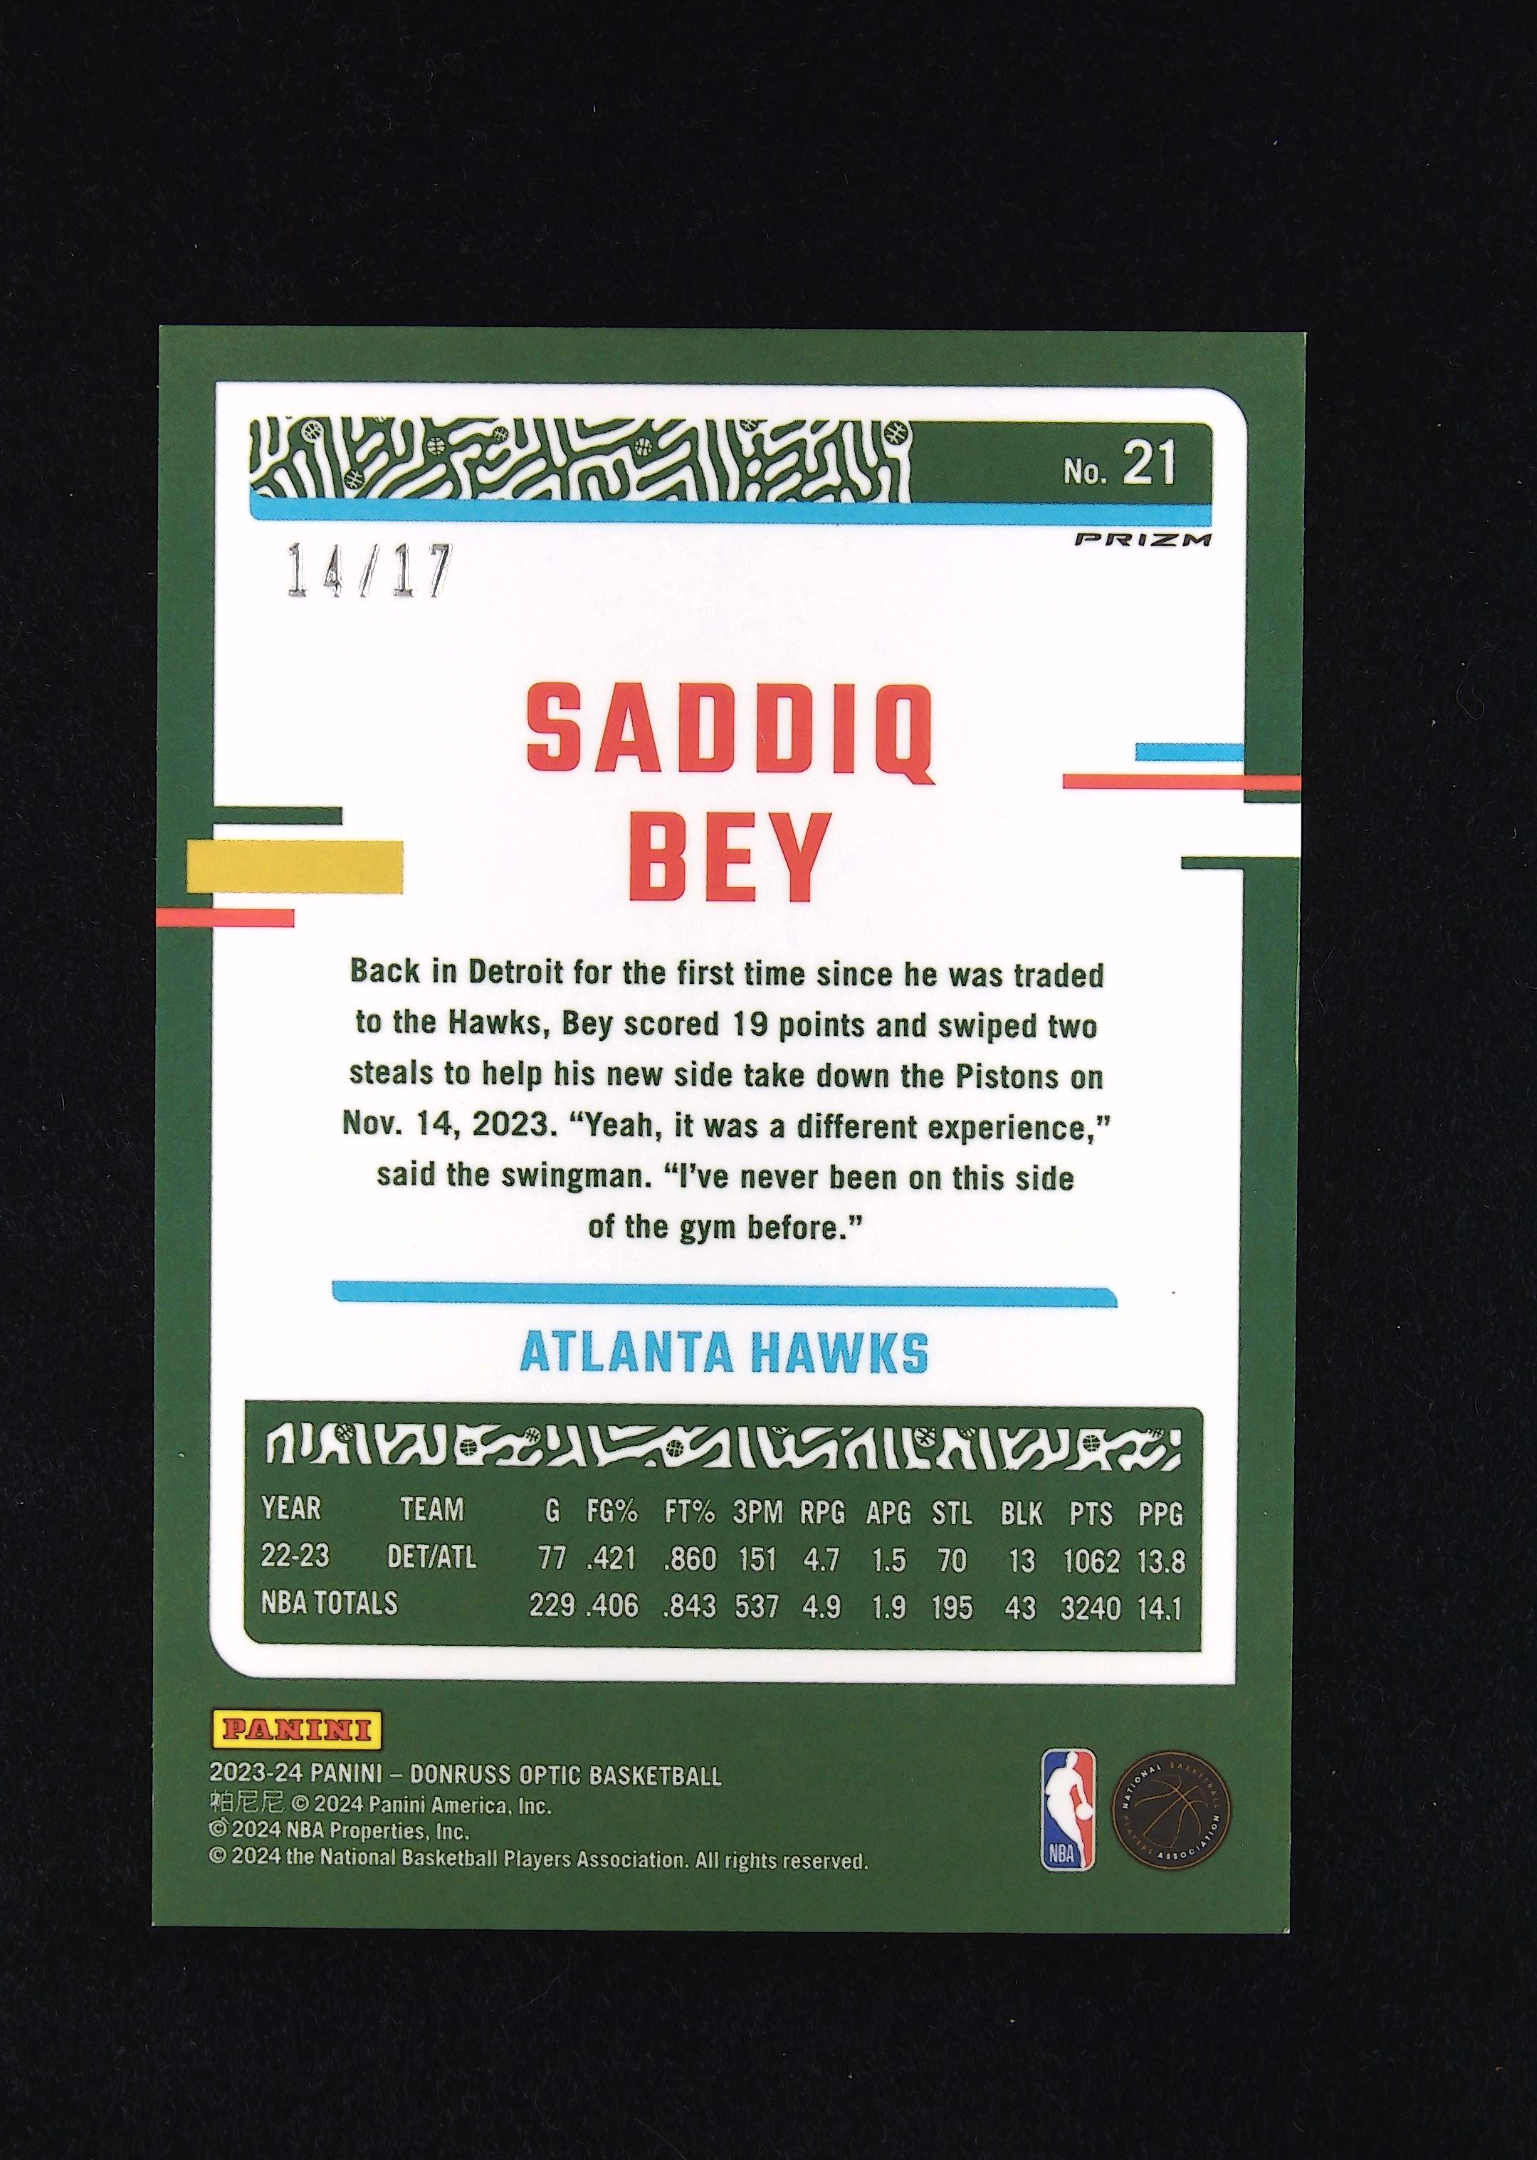 No. 21
PRIZM
14/17
SADDIQ
BEY
Back in Detroit for the first time since he was traded
to the Hawks, Bey scored 19 points and swiped two
steals to help his new side take down the Pistons on
Nov. 14, 2023. “Yeah, it was a different experience,”
said the swingman. “I’ve never been on this side
of the gym before.”
ATLANTA HAWKS
YEAR TEAM G FG% FT% 3PM RPG APG STL BLK PTS PPG
22-23 DET/ATL 77 .421 .860 151 4.7 1.5 70 13 1062 13.8
NBA TOTALS 229 .406 .843 537 4.9 1.9 195 43 3240 14.1
PANINI
2023-24 PANINI – DONRUSS OPTIC BASKETBALL
帕尼尼 © 2024 Panini America, Inc.
© 2024 NBA Properties, Inc.
© 2024 the National Basketball Players Association. All rights reserved.
NBA
NATIONAL BASKETBALL PLAYERS ASSOCIATION